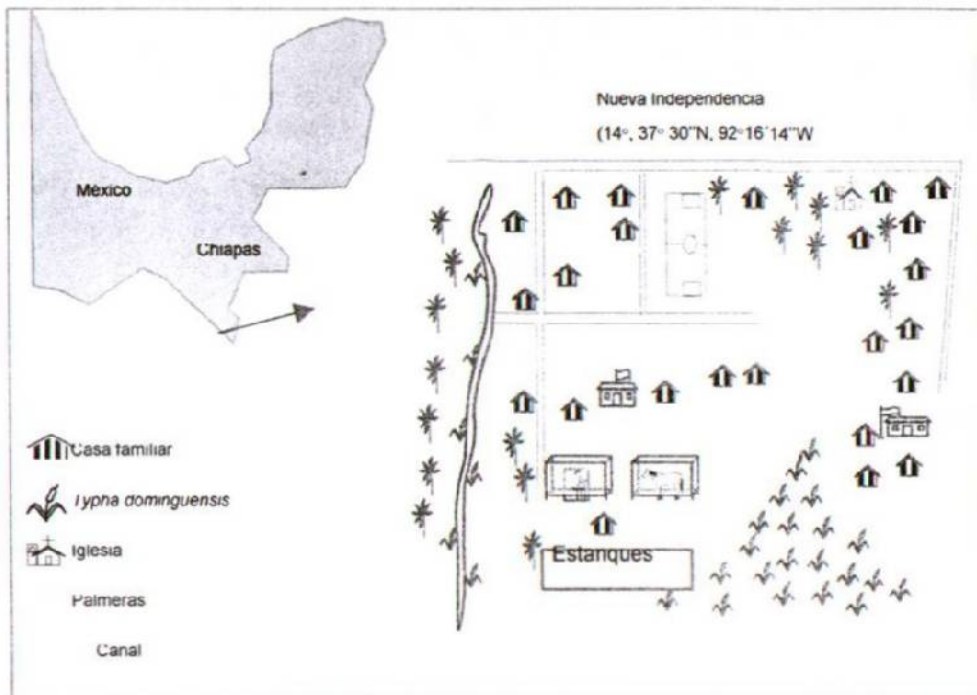 Nueva Independencia
(14°, 37° 30"N, 92°16´14"W
México
Chiapas
Casa familiar
Typha dominguensis
Iglesia
Palmeras
Canal
Estanques